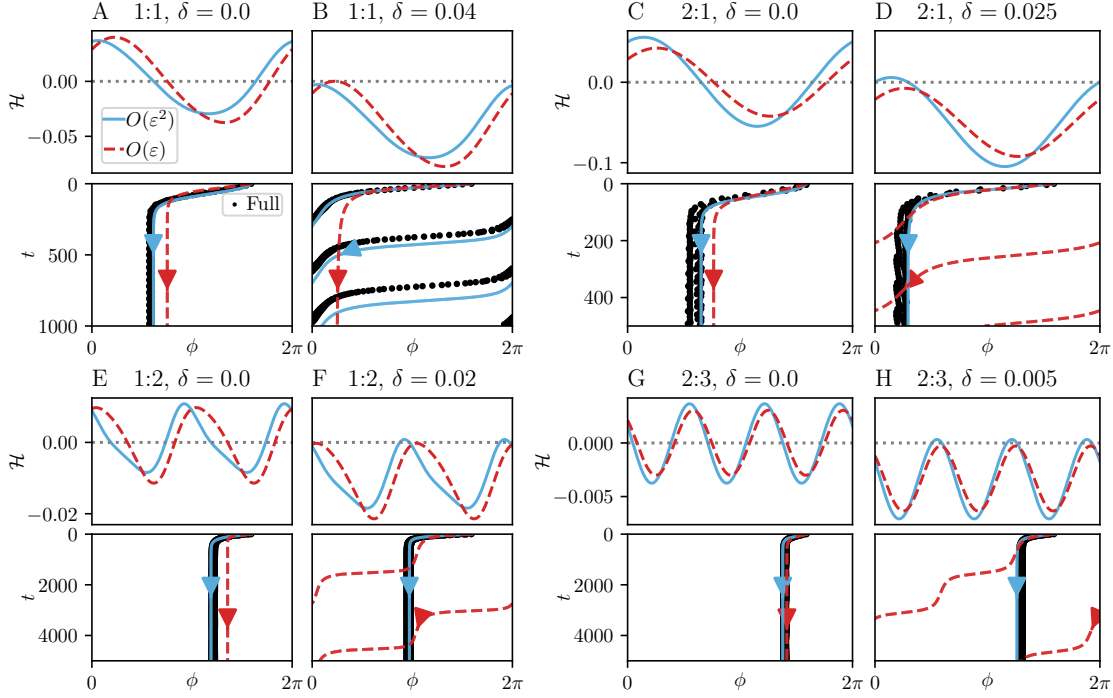 A 1:1, δ = 0.0
B 1:1, δ = 0.04
C 2:1, δ = 0.0
D 2:1, δ = 0.025
0.00
−0.05
ℋ
O(ε²)
O(ε)
0.0
−0.1
ℋ
0
500
1000
t
Full
0
200
400
t
0 ϕ 2π
0 ϕ 2π
0 ϕ 2π
0 ϕ 2π
E 1:2, δ = 0.0
F 1:2, δ = 0.02
G 2:3, δ = 0.0
H 2:3, δ = 0.005
0.00
−0.02
ℋ
0.000
−0.005
ℋ
0
2000
4000
t
0
2000
4000
t
0 ϕ 2π
0 ϕ 2π
0 ϕ 2π
0 ϕ 2π